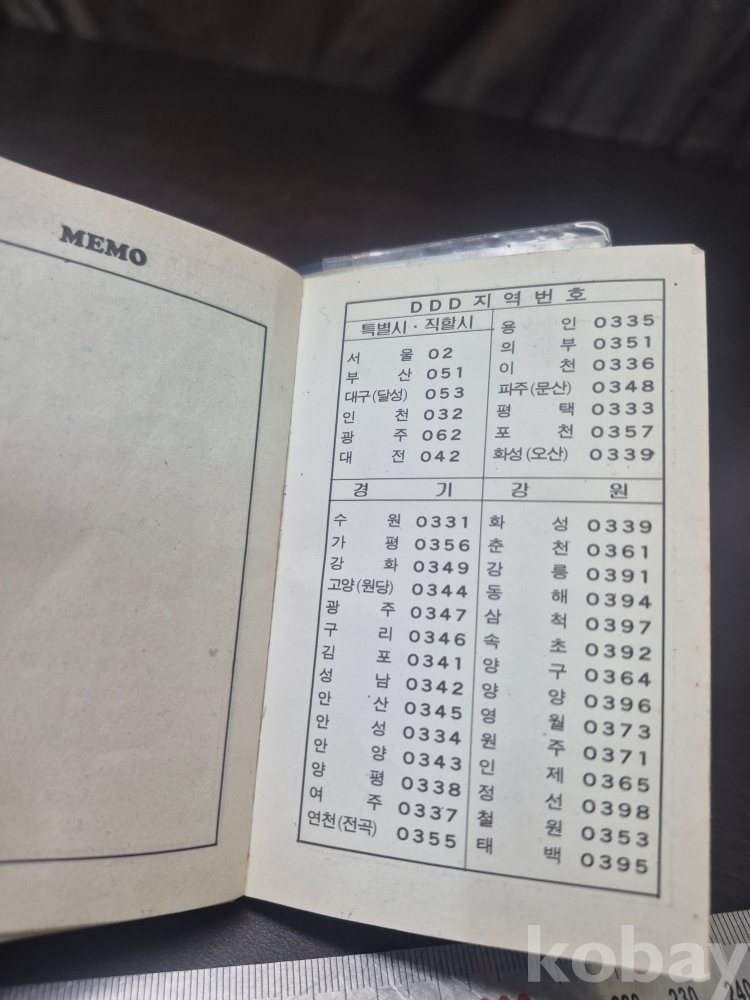 MEMO
DDD 지역번호
특별시·직할시
서 울 02
부 산 051
대구(달성) 053
인 천 032
광 주 062
대 전 042
용 인 0335
의 부 0351
이 천 0336
파주(문산) 0348
평 택 0333
포 천 0357
화성(오산) 0339
경 기
수 원 0331
가 평 0356
강 화 0349
고양(원당) 0344
광 주 0347
구 리 0346
김 포 0341
성 남 0342
안 산 0345
안 성 0334
안 양 0343
양 평 0338
여 주 0337
연천(전곡) 0355
강 원
화 성 0339
춘 천 0361
강 릉 0391
동 해 0394
삼 척 0397
속 초 0392
양 구 0364
양 양 0396
영 월 0373
원 주 0371
인 제 0365
정 선 0398
철 원 0353
태 백 0395
kobay
230 240